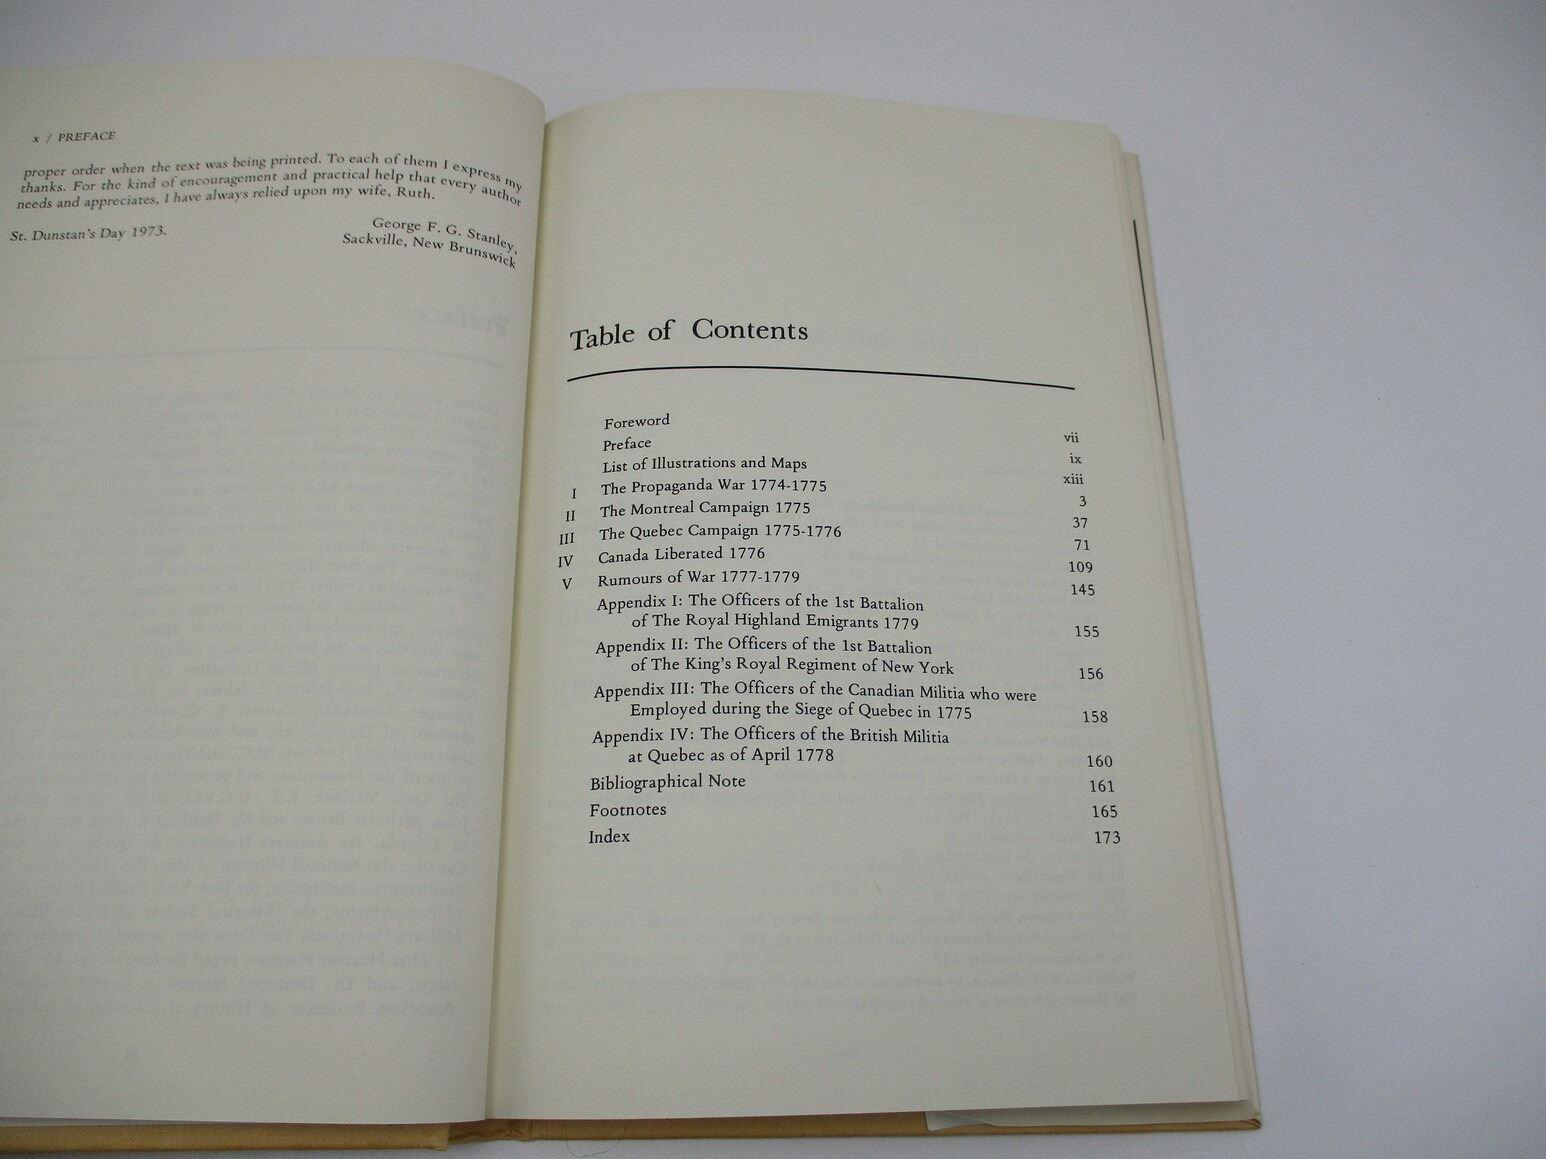 x / PREFACE
proper order when the text was being printed. To each of them I express my
thanks. For the kind of encouragement and practical help that every author
needs and appreciates, I have always relied upon my wife, Ruth.
George F. G. Stanley,
St. Dunstan's Day 1973.
Sackville, New Brunswick
Table of Contents
Foreword vii
Preface ix
List of Illustrations and Maps xiii
I The Propaganda War 1774-1775 3
II The Montreal Campaign 1775 37
III The Quebec Campaign 1775-1776 71
IV Canada Liberated 1776 109
V Rumours of War 1777-1779 145
Appendix I: The Officers of the 1st Battalion
of The Royal Highland Emigrants 1779 155
Appendix II: The Officers of the 1st Battalion
of The King's Royal Regiment of New York 156
Appendix III: The Officers of the Canadian Militia who were
Employed during the Siege of Quebec in 1775 158
Appendix IV: The Officers of the British Militia
at Quebec as of April 1778 160
Bibliographical Note 161
Footnotes 165
Index 173